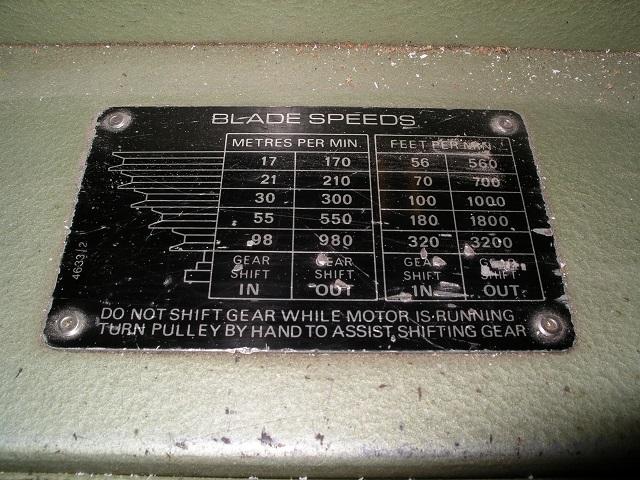 BLADE SPEEDS
METRES PER MIN. FEET PER MIN.
17 170 56 560
21 210 70 700
30 300 100 1000
55 550 180 1800
98 980 320 3200
GEAR GEAR GEAR GEAR
SHIFT SHIFT SHIFT SHIFT
IN OUT IN OUT
463312
DO NOT SHIFT GEAR WHILE MOTOR IS RUNNING
TURN PULLEY BY HAND TO ASSIST SHIFTING GEAR